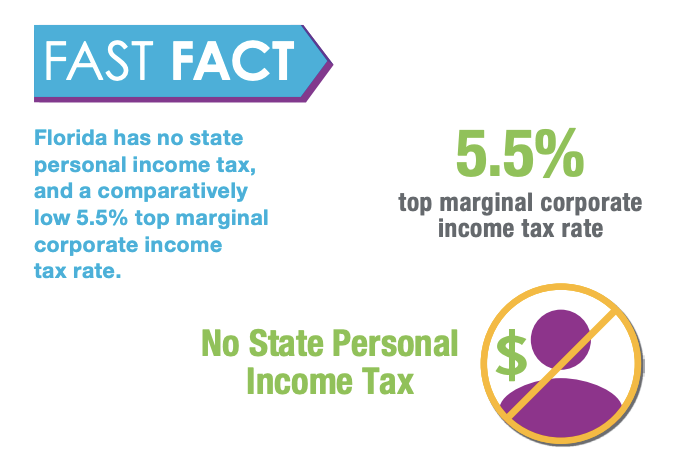 FAST FACT
Florida has no state
personal income tax,
and a comparatively
low 5.5% top marginal
corporate income
tax rate.
5.5%
top marginal corporate
income tax rate
No State Personal
Income Tax
$